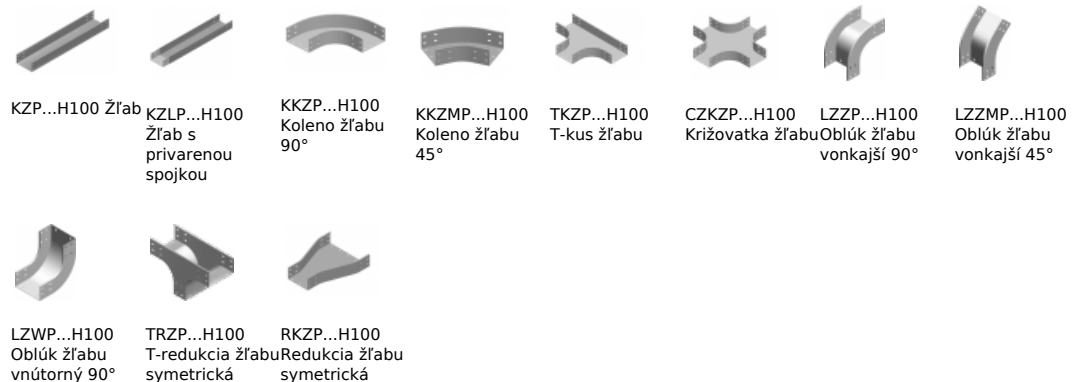 KZP...H100 Žľab
KZLP...H100
Žľab s
privarenou
spojkou
KKZP...H100
Koleno žľabu
90°
KKZMP...H100
Koleno žľabu
45°
TKZP...H100
T-kus žľabu
CZKZP...H100
Križovatka žľabu
LZZP...H100
Oblúk žľabu
vonkajší 90°
LZZMP...H100
Oblúk žľabu
vonkajší 45°
LZWP...H100
Oblúk žľabu
vnútorný 90°
TRZP...H100
T-redukcia žľabu
symetrická
RKZP...H100
Redukcia žľabu
symetrická